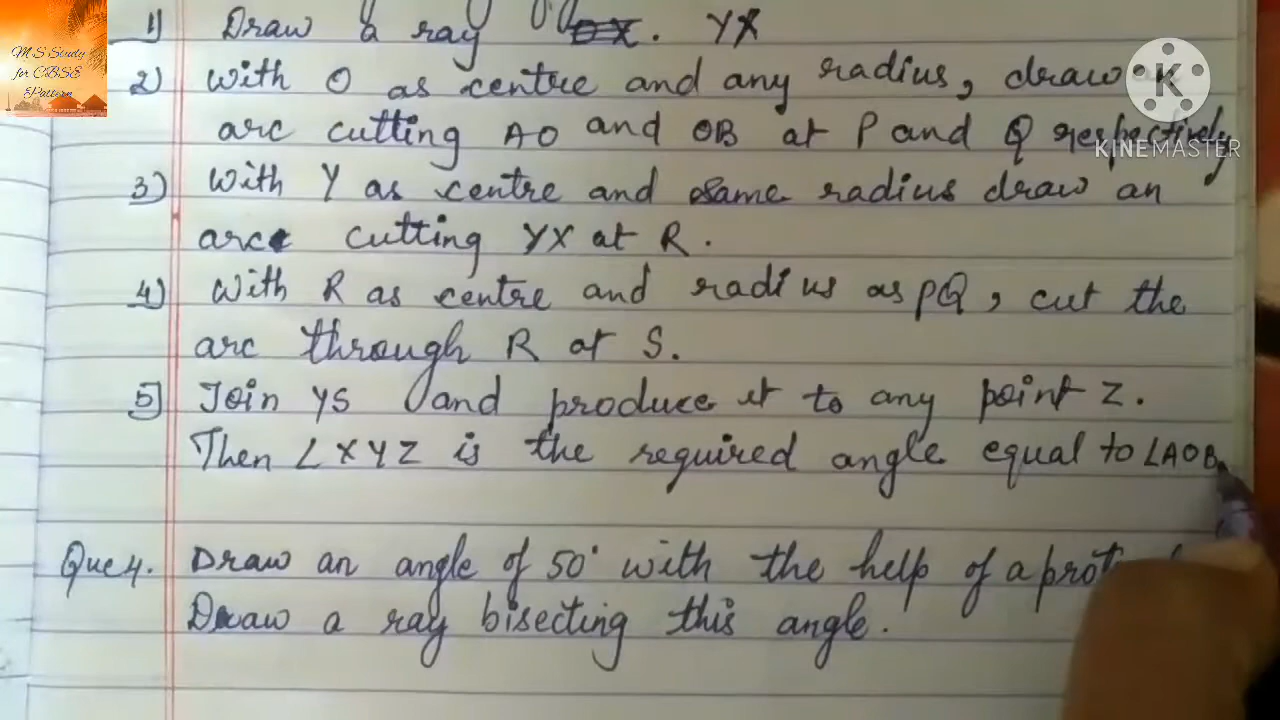 M.S Study
for CBSE
Pattern
1) Draw a ray YX
2) With O as centre and any radius, draw
arc cutting AO and OB at P and Q respectively
KINEMASTER
3) With Y as centre and same radius draw an
arc cutting YX at R.
4) With R as centre and radius as PQ, cut the
arc through R at S.
5) Join YS and produce it to any point Z.
Then ∠XYZ is the required angle equal to ∠AOB
Que 4. Draw an angle of 50° with the help of a
Draw a ray bisecting this angle.